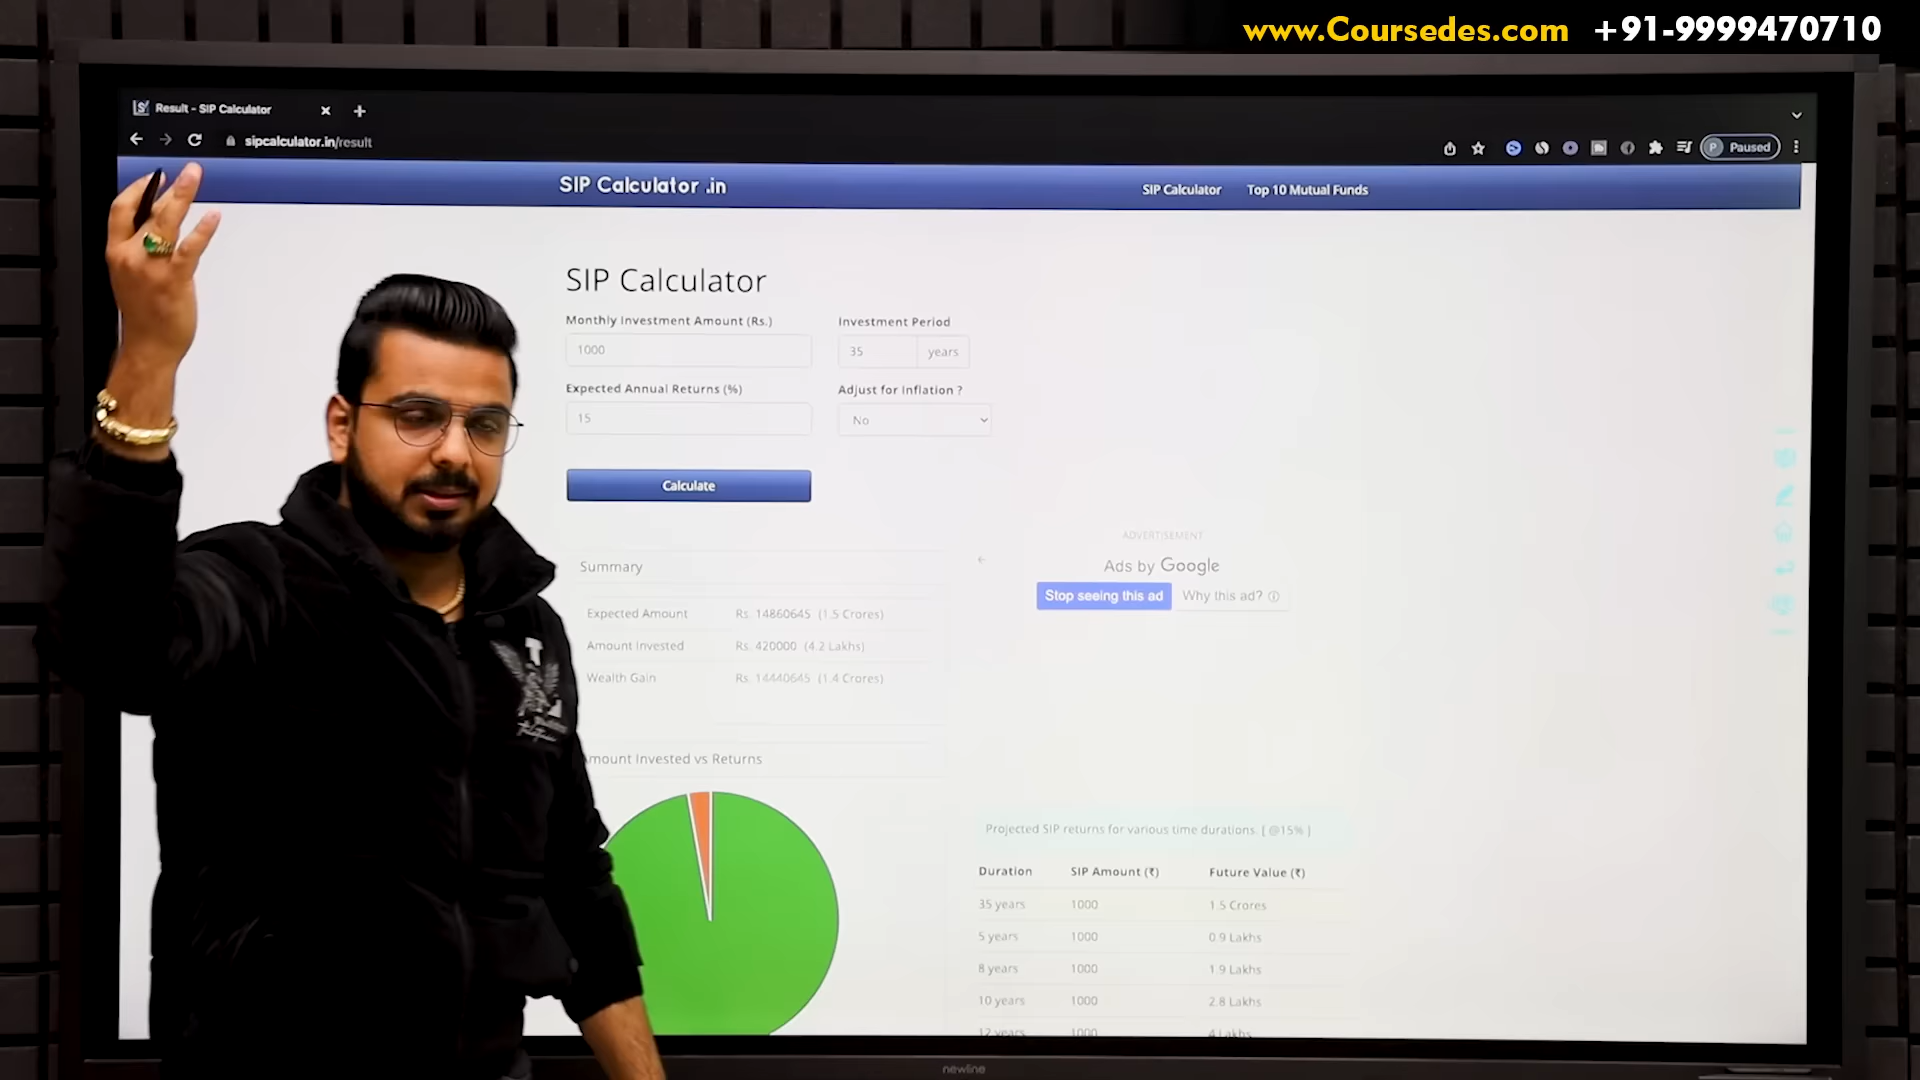 www.Coursedes.com +91-9999470710
Result - SIP Calculator
sipcalculator.in/result
P Paused
SIP Calculator .in
SIP Calculator Top 10 Mutual Funds
SIP Calculator
Monthly Investment Amount (Rs.) Investment Period
1000 35 years
Expected Annual Returns (%) Adjust for Inflation ?
15 No
Calculate
ADVERTISEMENT
Ads by Google
Stop seeing this ad Why this ad?
Summary
Expected Amount Rs. 14860645 (1.5 Crores)
Amount Invested Rs. 420000 (4.2 Lakhs)
Wealth Gain Rs. 14440645 (1.4 Crores)
mount Invested vs Returns
Projected SIP returns for various time durations. [ @15% ]
Duration SIP Amount (₹) Future Value (₹)
35 years 1000 1.5 Crores
5 years 1000 0.9 Lakhs
8 years 1000 1.9 Lakhs
10 years 1000 2.8 Lakhs
12 years 1000 4 Lakhs
newline